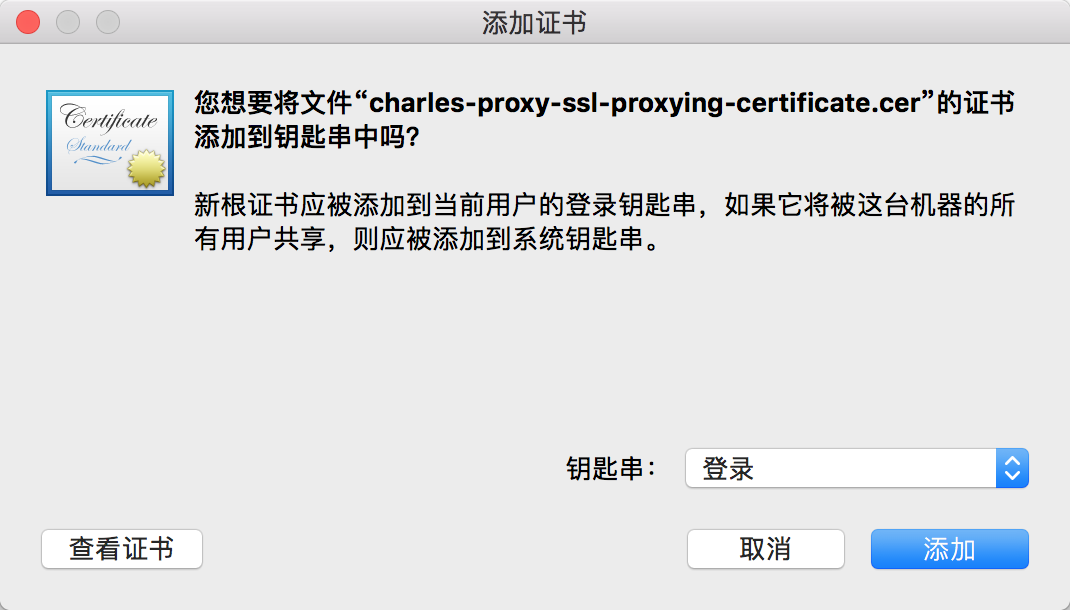 添加证书
Certificate
Standard
您想要将文件“charles-proxy-ssl-proxying-certificate.cer”的证书
添加到钥匙串中吗？
新根证书应被添加到当前用户的登录钥匙串，如果它将被这台机器的所
有用户共享，则应被添加到系统钥匙串。
钥匙串：
登录
查看证书
取消
添加